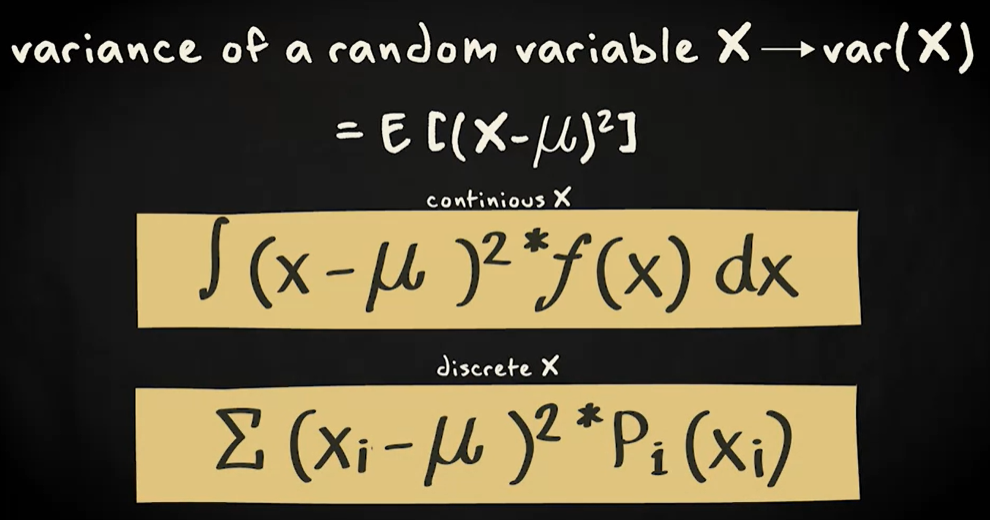 variance of a random variable X → var(X)
= E [(X-μ)²]
continious X
∫ (x - μ )² * f(x) dx
discrete X
Σ (xᵢ - μ )² * Pᵢ (xᵢ)